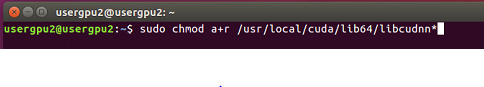 usergpu2@usergpu2: ~
usergpu2@usergpu2:~$ sudo chmod a+r /usr/local/cuda/lib64/libcudnn*